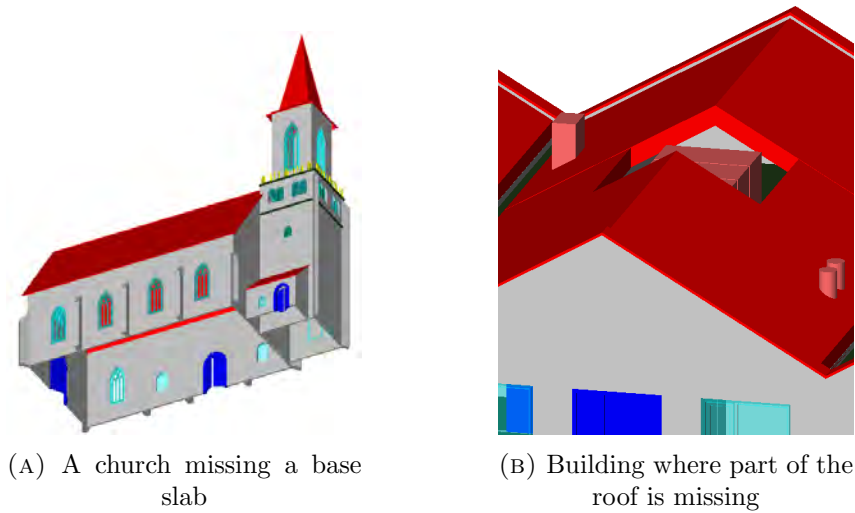 (A) A church missing a base
slab
(B) Building where part of the
roof is missing